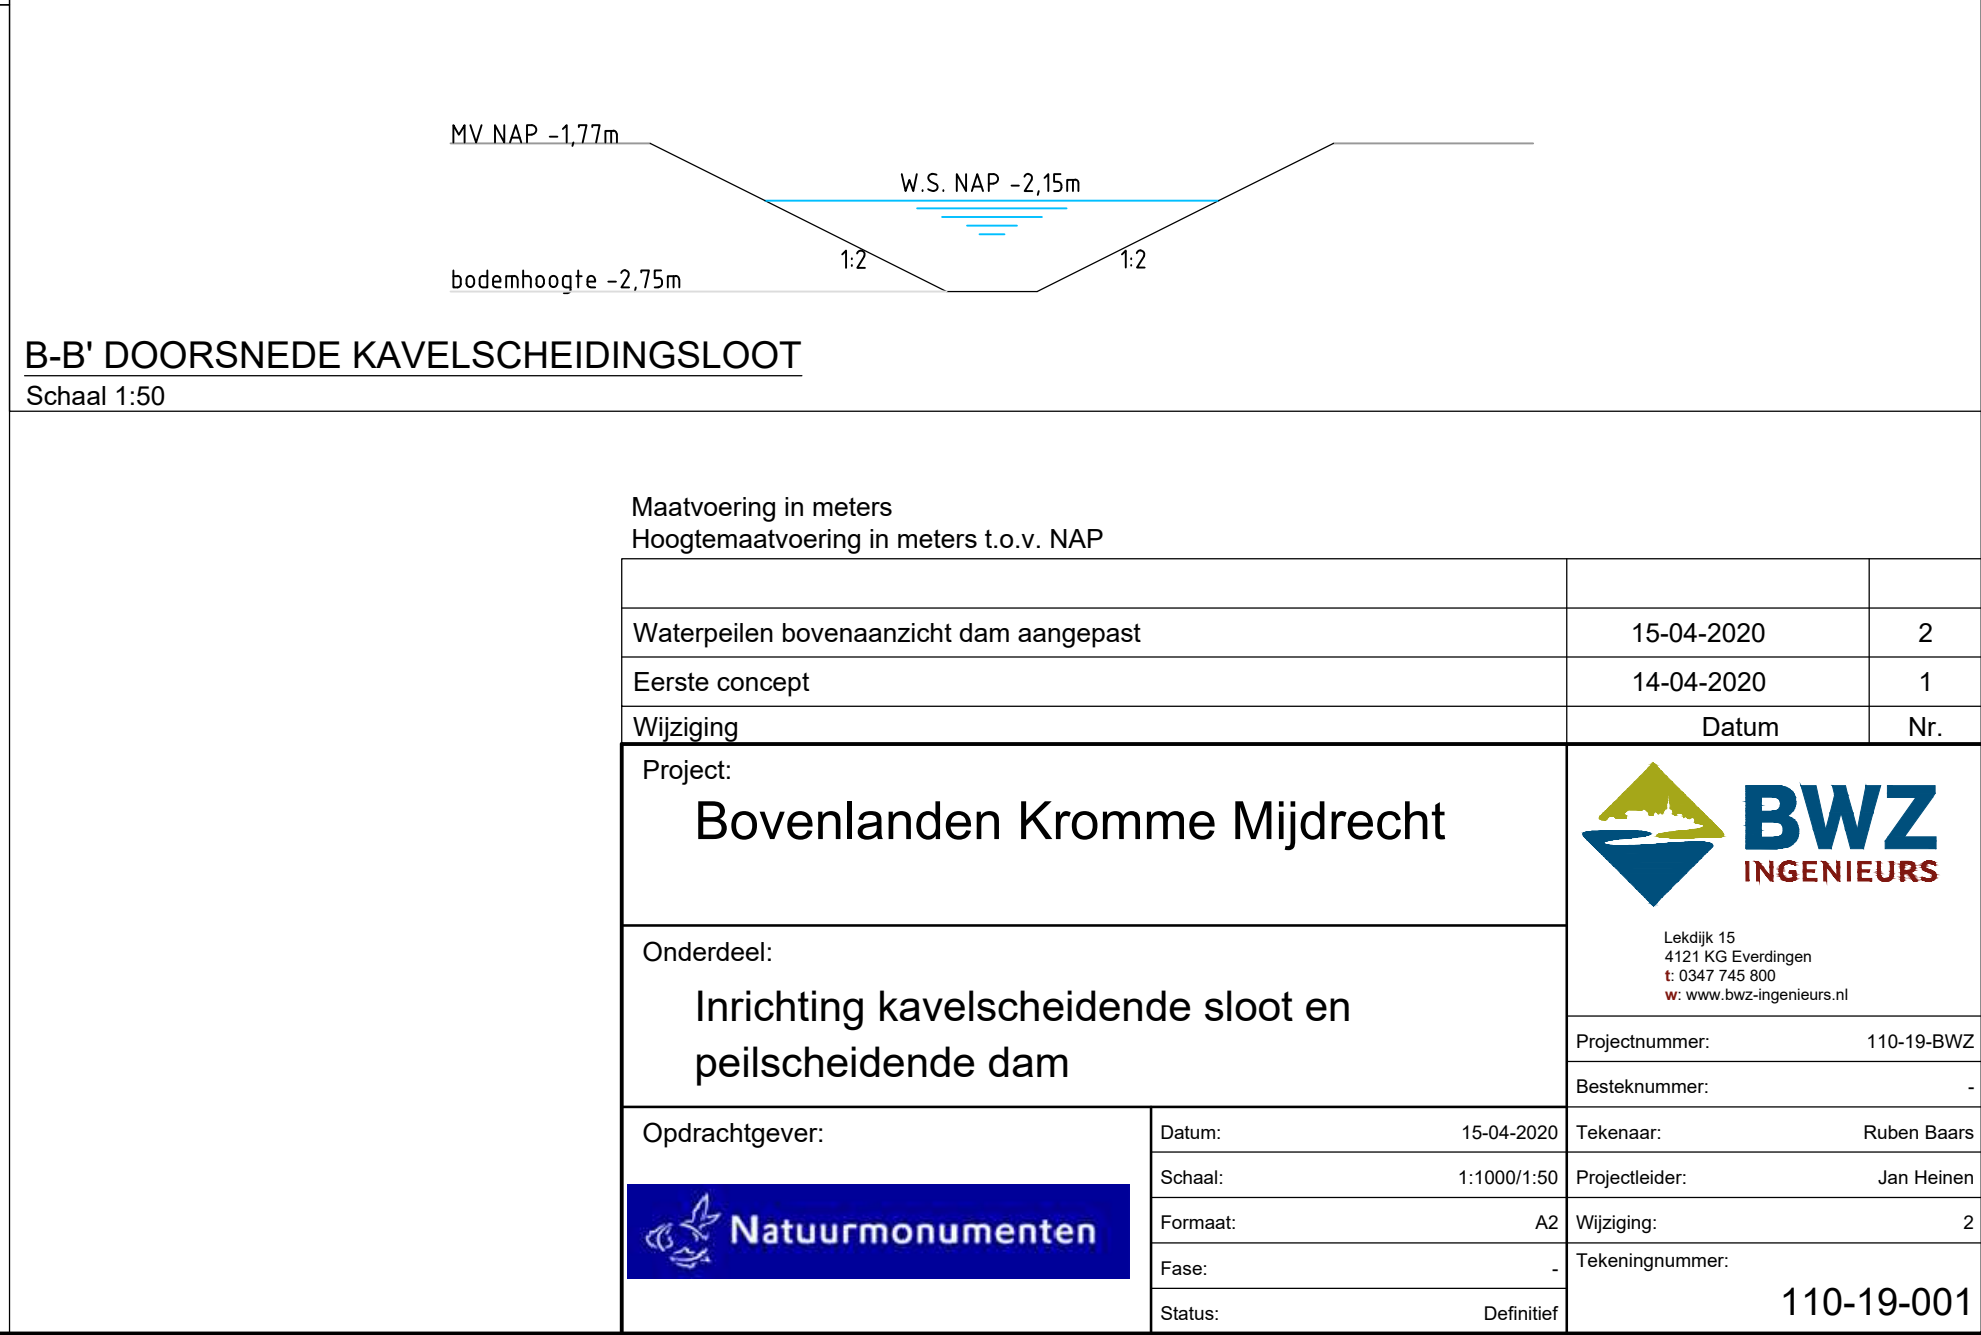 MV NAP -1,77m
W.S. NAP -2,15m
1:2
1:2
bodemhoogte -2,75m
B-B' DOORSNEDE KAVELSCHEIDINGSLOOT
Schaal 1:50
Maatvoering in meters
Hoogtemaatvoering in meters t.o.v. NAP
Waterpeilen bovenaanzicht dam aangepast 15-04-2020 2
Eerste concept 14-04-2020 1
Wijziging Datum Nr.
Project:
Bovenlanden Kromme Mijdrecht
BWZ
INGENIEURS
Lekdijk 15
4121 KG Everdingen
t: 0347 745 800
w: www.bwz-ingenieurs.nl
Onderdeel:
Inrichting kavelscheidende sloot en
peilscheidende dam
Projectnummer: 110-19-BWZ
Besteknummer: -
Opdrachtgever:
Natuurmonumenten
Datum: 15-04-2020
Schaal: 1:1000/1:50
Formaat: A2
Fase: -
Status: Definitief
Tekenaar: Ruben Baars
Projectleider: Jan Heinen
Wijziging: 2
Tekeningnummer:
110-19-001